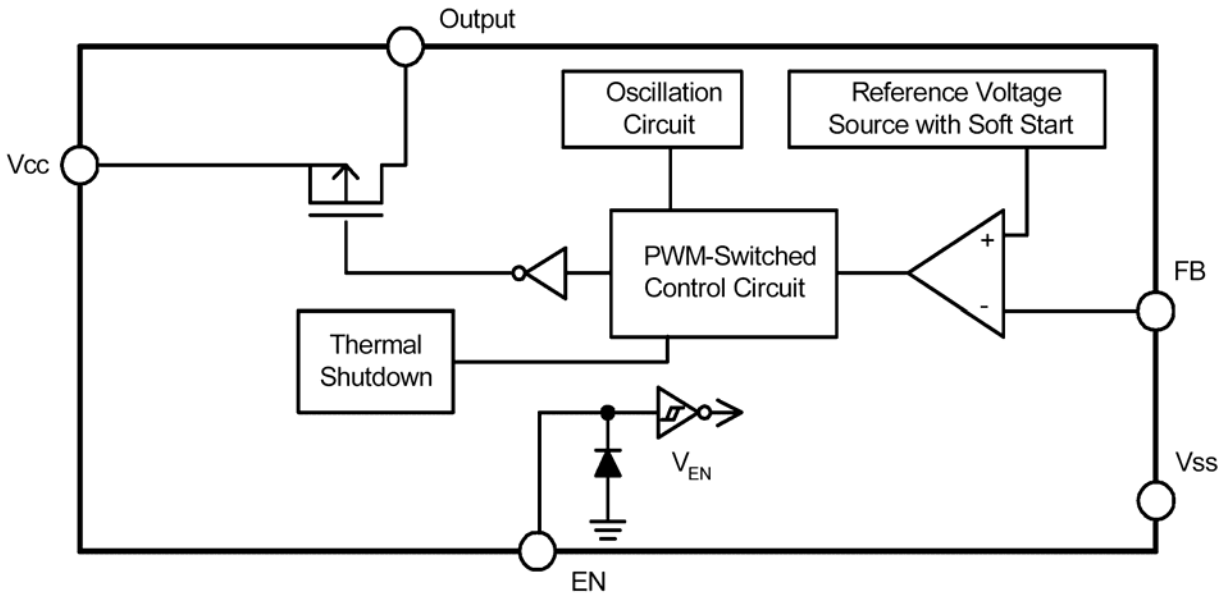 Output
Oscillation
Circuit
Reference Voltage
Source with Soft Start
Vcc
+
PWM-Switched
Control Circuit
FB
-
Thermal
Shutdown
VEN
Vss
EN